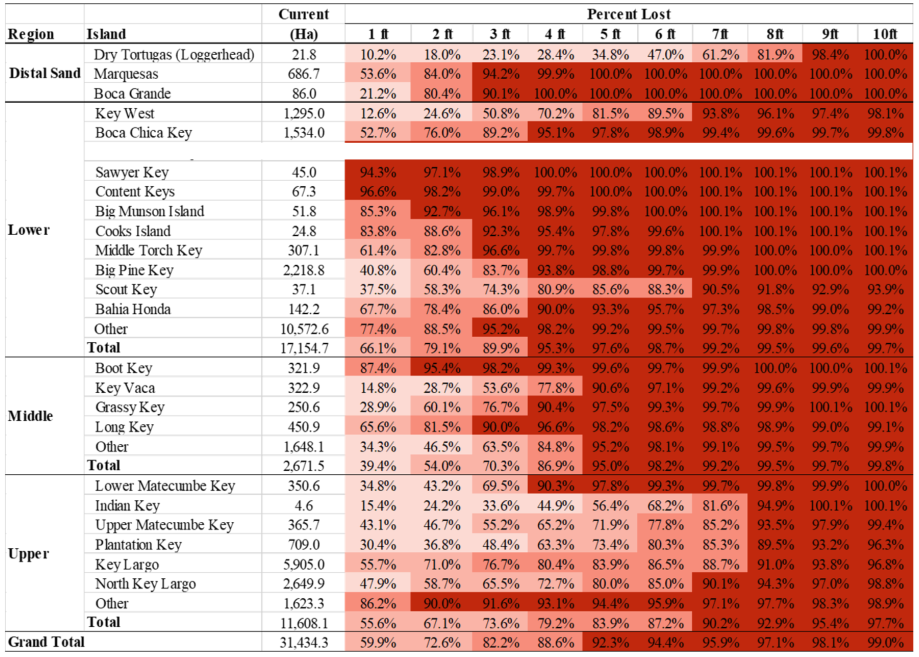 Current Percent Lost
Region Island (Ha) 1 ft 2 ft 3 ft 4 ft 5 ft 6 ft 7ft 8ft 9ft 10ft
Dry Tortugas (Loggerhead) 21.8 10.2% 18.0% 23.1% 28.4% 34.8% 47.0% 61.2% 81.9% 98.4% 100.0%
Distal Sand Marquesas 686.7 53.6% 84.0% 94.2% 99.9% 100.0% 100.0% 100.0% 100.0% 100.0% 100.0%
Boca Grande 86.0 21.2% 80.4% 90.1% 100.0% 100.0% 100.0% 100.0% 100.0% 100.0% 100.0%
Key West 1,295.0 12.6% 24.6% 50.8% 70.2% 81.5% 89.5% 93.8% 96.1% 97.4% 98.1%
Boca Chica Key 1,534.0 52.7% 76.0% 89.2% 95.1% 97.8% 98.9% 99.4% 99.6% 99.7% 99.8%
Sawyer Key 45.0 94.3% 97.1% 98.9% 100.0% 100.0% 100.0% 100.1% 100.1% 100.1% 100.1%
Content Keys 67.3 96.6% 98.2% 99.0% 99.7% 100.0% 100.0% 100.1% 100.1% 100.1% 100.1%
Big Munson Island 51.8 85.3% 92.7% 96.1% 98.9% 99.8% 100.0% 100.1% 100.1% 100.1% 100.1%
Lower Cooks Island 24.8 83.8% 88.6% 92.3% 95.4% 97.8% 99.6% 100.1% 100.1% 100.1% 100.1%
Middle Torch Key 307.1 61.4% 82.8% 96.6% 99.7% 99.8% 99.8% 99.9% 100.0% 100.0% 100.1%
Big Pine Key 2,218.8 40.8% 60.4% 83.7% 93.8% 98.8% 99.7% 99.9% 100.0% 100.0% 100.0%
Scout Key 37.1 37.5% 58.3% 74.3% 80.9% 85.6% 88.3% 90.5% 91.8% 92.9% 93.9%
Bahia Honda 142.2 67.7% 78.4% 86.0% 90.0% 93.3% 95.7% 97.3% 98.5% 99.0% 99.2%
Other 10,572.6 77.4% 88.5% 95.2% 98.2% 99.2% 99.5% 99.7% 99.8% 99.8% 99.9%
Total 17,154.7 66.1% 79.1% 89.9% 95.3% 97.6% 98.7% 99.2% 99.5% 99.6% 99.7%
Boot Key 321.9 87.4% 95.4% 98.2% 99.3% 99.6% 99.7% 99.9% 100.0% 100.0% 100.1%
Key Vaca 322.9 14.8% 28.7% 53.6% 77.8% 90.6% 97.1% 99.2% 99.6% 99.9% 99.9%
Middle Grassy Key 250.6 28.9% 60.1% 76.7% 90.4% 97.5% 99.3% 99.7% 99.9% 100.1% 100.1%
Long Key 450.9 65.6% 81.5% 90.0% 96.6% 98.2% 98.6% 98.8% 98.9% 99.0% 99.1%
Other 1,648.1 34.3% 46.5% 63.5% 84.8% 95.2% 98.1% 99.1% 99.5% 99.7% 99.9%
Total 2,671.5 39.4% 54.0% 70.3% 86.9% 95.0% 98.2% 99.2% 99.5% 99.7% 99.8%
Lower Matecumbe Key 350.6 34.8% 43.2% 69.5% 90.3% 97.8% 99.3% 99.7% 99.8% 99.9% 100.0%
Indian Key 4.6 15.4% 24.2% 33.6% 44.9% 56.4% 68.2% 81.6% 94.9% 100.1% 100.1%
Upper Matecumbe Key 365.7 43.1% 46.7% 55.2% 65.2% 71.9% 77.8% 85.2% 93.5% 97.9% 99.4%
Upper Plantation Key 709.0 30.4% 36.8% 48.4% 63.3% 73.4% 80.3% 85.3% 89.5% 93.2% 96.3%
Key Largo 5,905.0 55.7% 71.0% 76.7% 80.4% 83.9% 86.5% 88.7% 91.0% 93.8% 96.8%
North Key Largo 2,649.9 47.9% 58.7% 65.5% 72.7% 80.0% 85.0% 90.1% 94.3% 97.0% 98.8%
Other 1,623.3 86.2% 90.0% 91.6% 93.1% 94.4% 95.9% 97.1% 97.7% 98.3% 98.9%
Total 11,608.1 55.6% 67.1% 73.6% 79.2% 83.9% 87.2% 90.2% 92.9% 95.4% 97.7%
Grand Total 31,434.3 59.9% 72.6% 82.2% 88.6% 92.3% 94.4% 95.9% 97.1% 98.1% 99.0%